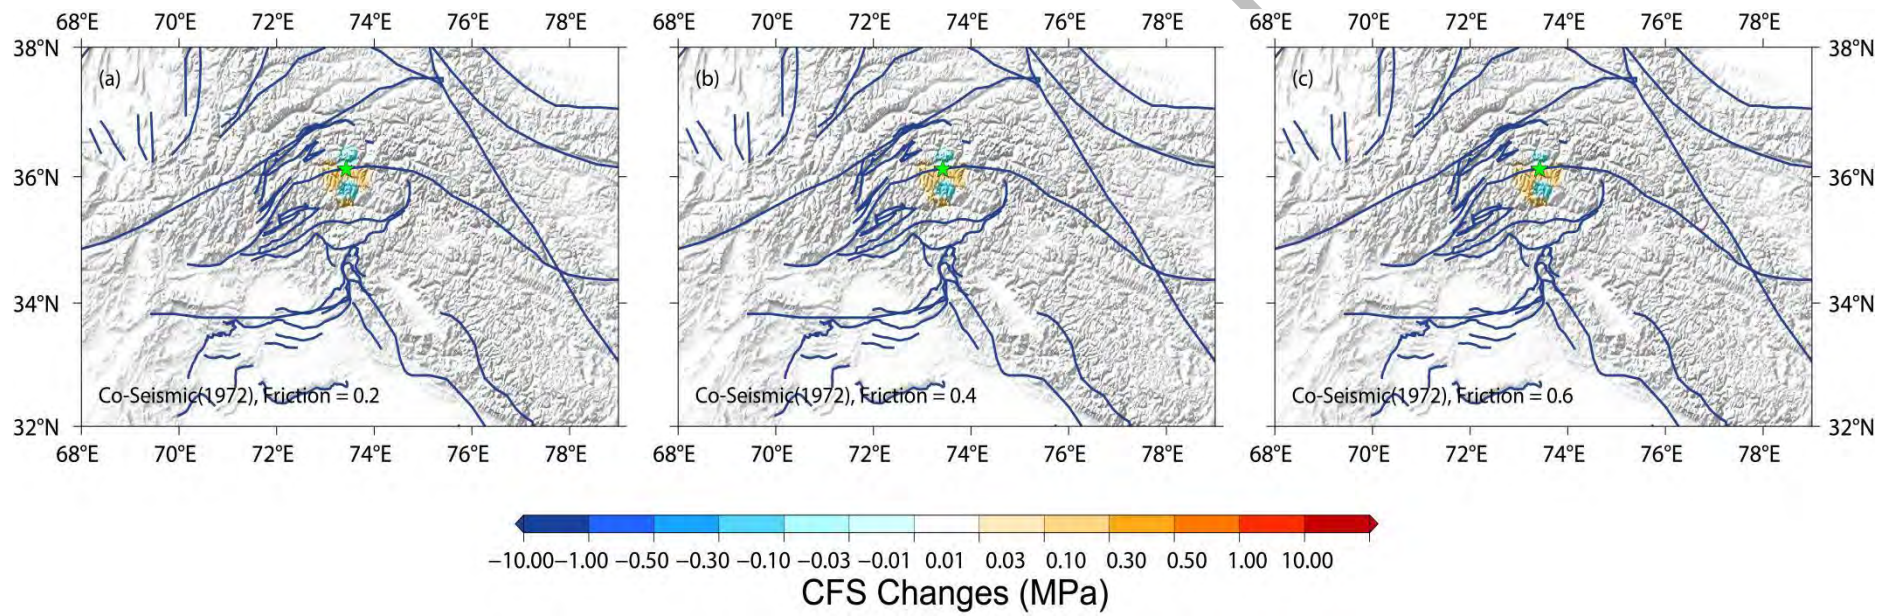 68°E 70°E 72°E 74°E 76°E 78°E 68°E 70°E 72°E 74°E 76°E 78°E 68°E 70°E 72°E 74°E 76°E 78°E
38°N 38°N
(a) (b) (c)
36°N 36°N
34°N 34°N
Co-Seismic(1972), Friction = 0.2 Co-Seismic(1972), Friction = 0.4 Co-Seismic(1972), Friction = 0.6
32°N 32°N
68°E 70°E 72°E 74°E 76°E 78°E 68°E 70°E 72°E 74°E 76°E 78°E 68°E 70°E 72°E 74°E 76°E 78°E
−10.00 −1.00 −0.50 −0.30 −0.10 −0.03 −0.01 0.01 0.03 0.10 0.30 0.50 1.00 10.00
CFS Changes (MPa)